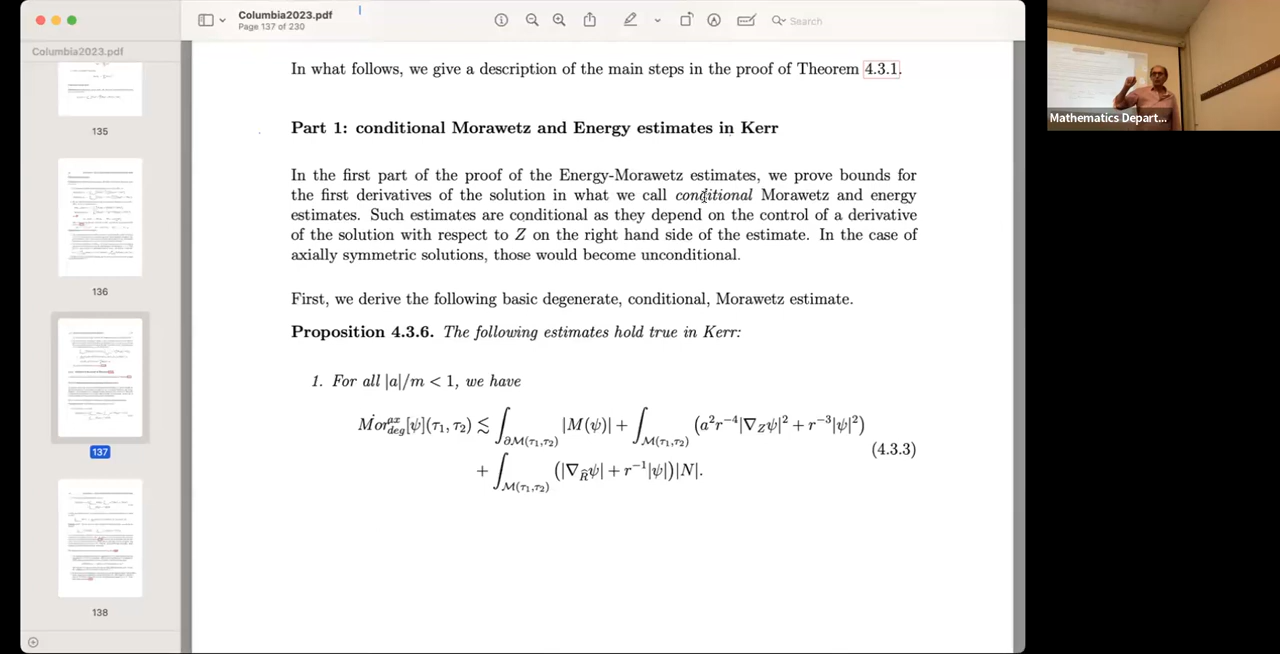 Columbia2023.pdf
Page 137 of 230
Search
Columbia2023.pdf
135
136
137
138
In what follows, we give a description of the main steps in the proof of Theorem 4.3.1.
Part 1: conditional Morawetz and Energy estimates in Kerr
In the first part of the proof of the Energy-Morawetz estimates, we prove bounds for
the first derivatives of the solution in what we call conditional Morawetz and energy
estimates. Such estimates are conditional as they depend on the control of a derivative
of the solution with respect to Z on the right hand side of the estimate. In the case of
axially symmetric solutions, those would become unconditional.
First, we derive the following basic degenerate, conditional, Morawetz estimate.
Proposition 4.3.6. The following estimates hold true in Kerr:
1. For all |a|/m < 1, we have
Ṁor^{ax}_{deg}[ψ](τ₁, τ₂) ≲ ∫_{∂M(τ₁,τ₂)} |M(ψ)| + ∫_{M(τ₁,τ₂)} (a²r⁻⁴|∇_Zψ|² + r⁻³|ψ|²)
+ ∫_{M(τ₁,τ₂)} (|∇_{R̂}ψ| + r⁻¹|ψ|)|N|.
(4.3.3)
Mathematics Depart...